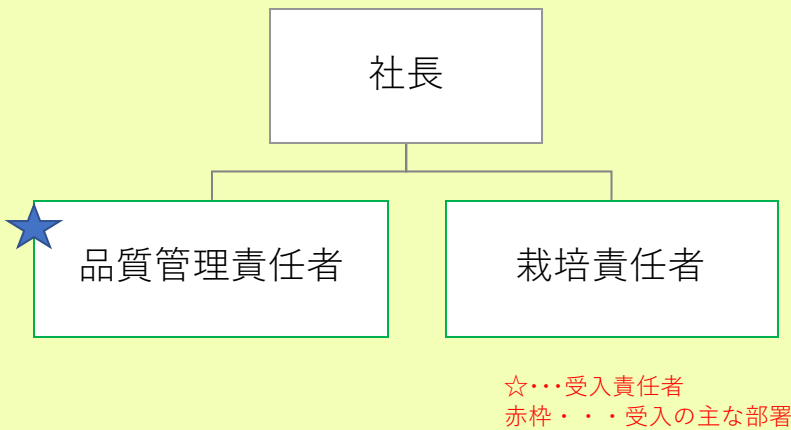 社長
品質管理責任者
栽培責任者
☆･･･受入責任者
赤枠・・・受入の主な部署